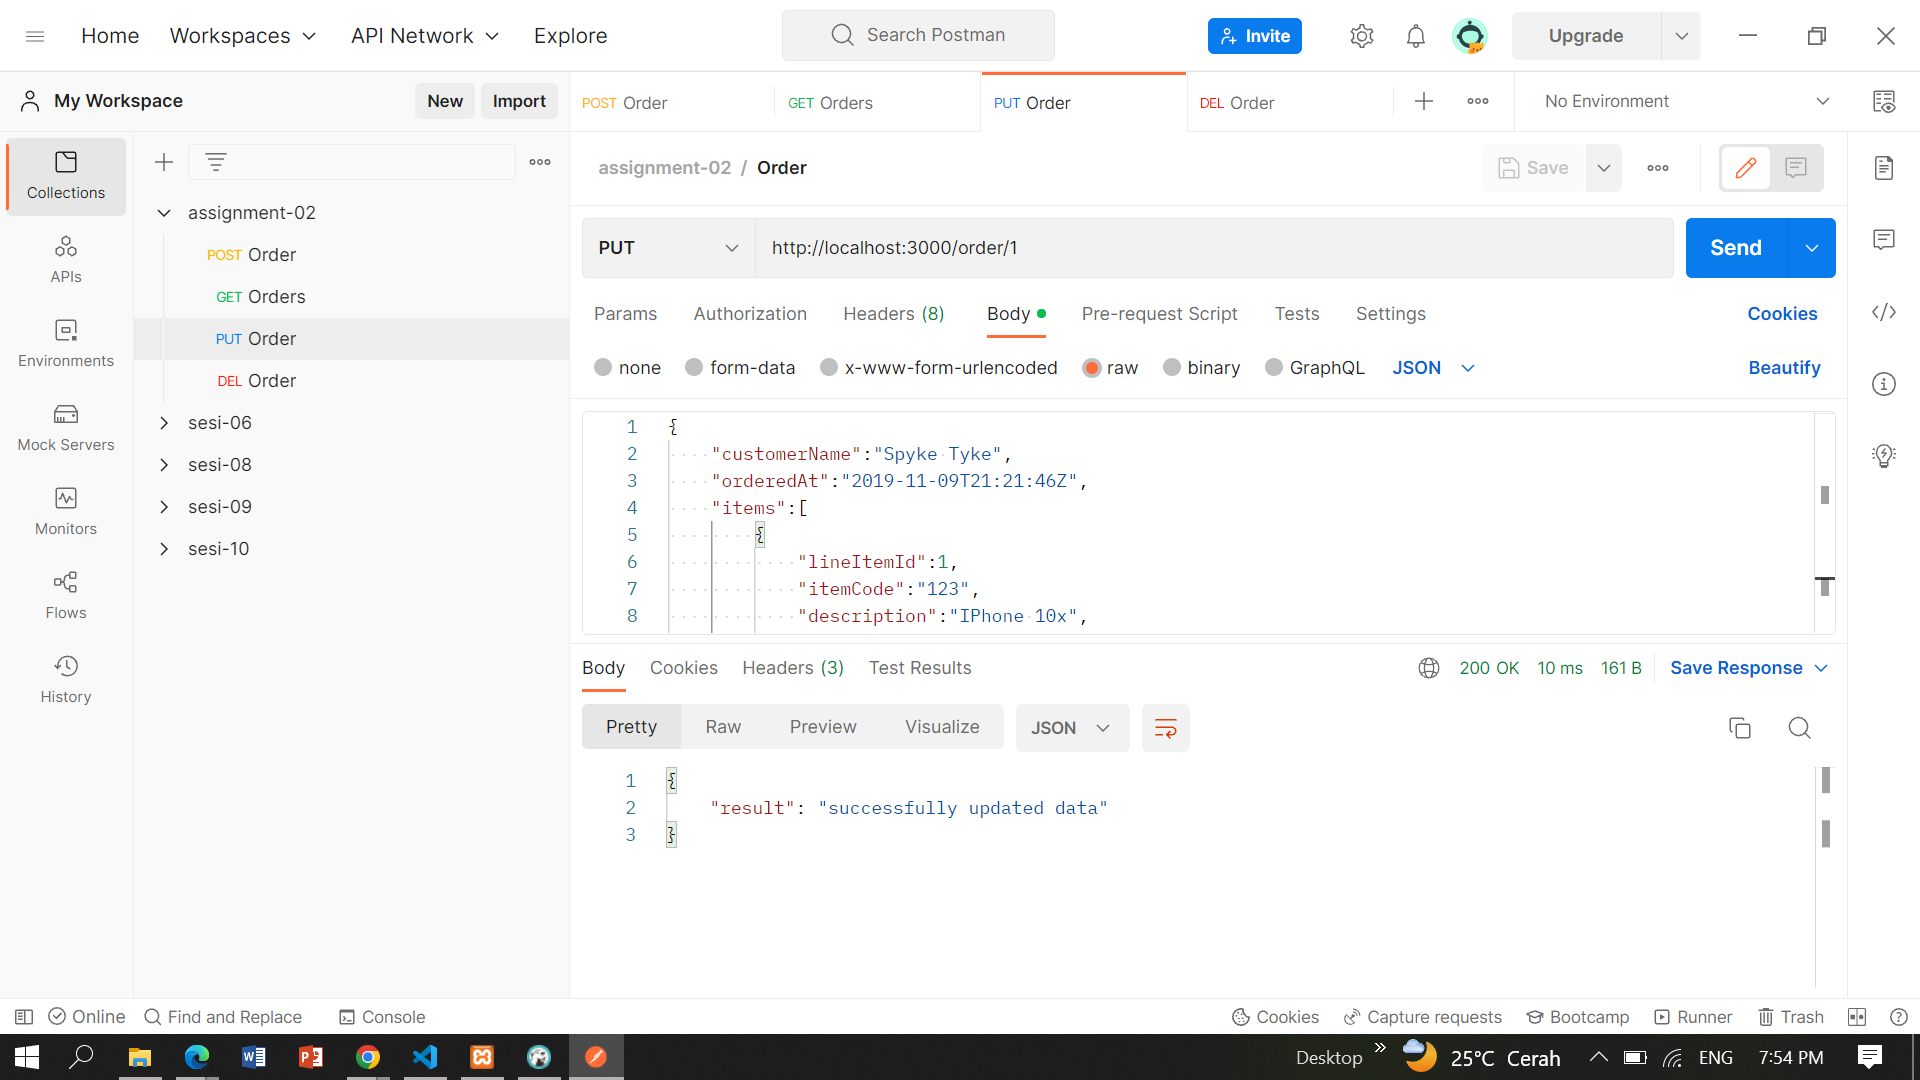 Home Workspaces API Network Explore Search Postman Invite Upgrade
My Workspace New Import POST Order GET Orders PUT Order DEL Order No Environment
Collections
APIs
Environments
Mock Servers
Monitors
Flows
History
assignment-02
POST Order
GET Orders
PUT Order
DEL Order
sesi-06
sesi-08
sesi-09
sesi-10
assignment-02 / Order Save
PUT http://localhost:3000/order/1 Send
Params Authorization Headers (8) Body Pre-request Script Tests Settings Cookies
none form-data x-www-form-urlencoded raw binary GraphQL JSON Beautify
1 {
2 "customerName":"Spyke Tyke",
3 "orderedAt":"2019-11-09T21:21:46Z",
4 "items":[
5 {
6 "lineItemId":1,
7 "itemCode":"123",
8 "description":"IPhone 10x",
Body Cookies Headers (3) Test Results 200 OK 10 ms 161 B Save Response
Pretty Raw Preview Visualize JSON
1 {
2 "result": "successfully updated data"
3 }
Online Find and Replace Console Cookies Capture requests Bootcamp Runner Trash
Desktop 25°C Cerah ENG 7:54 PM